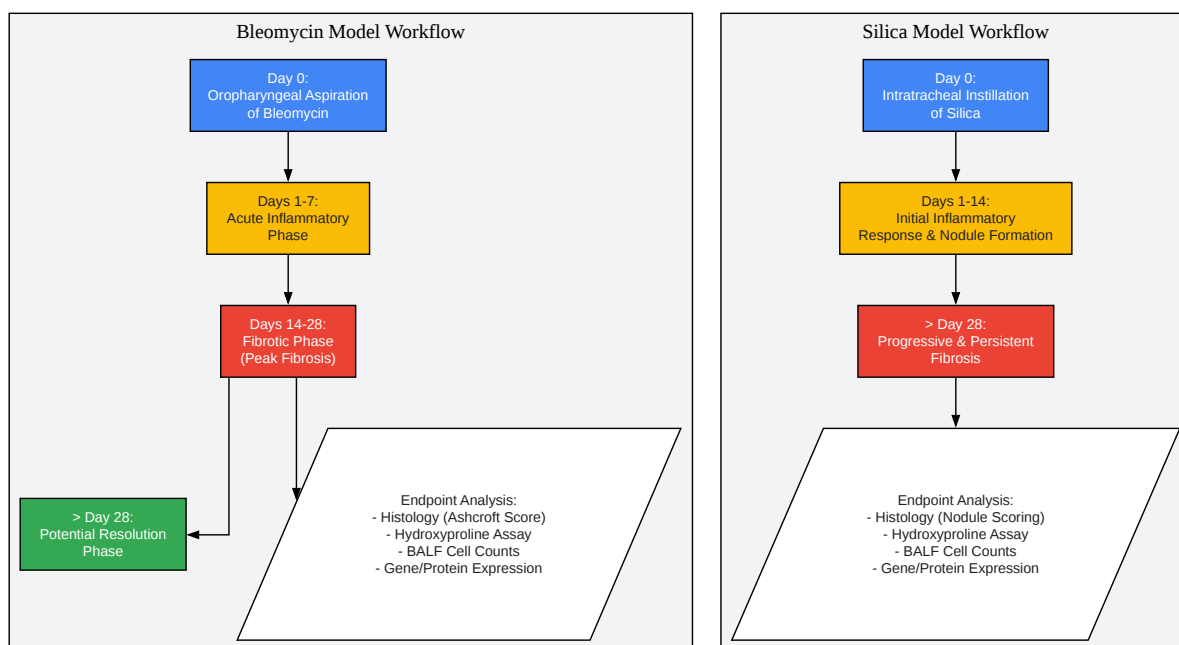 Bleomycin Model Workflow
Day 0:
Oropharyngeal Aspiration
of Bleomycin
Days 1-7:
Acute Inflammatory
Phase
Days 14-28:
Fibrotic Phase
(Peak Fibrosis)
> Day 28:
Potential Resolution
Phase
Endpoint Analysis:
- Histology (Ashcroft Score)
- Hydroxyproline Assay
- BALF Cell Counts
- Gene/Protein Expression
Silica Model Workflow
Day 0:
Intratracheal Instillation
of Silica
Days 1-14:
Initial Inflammatory
Response & Nodule Formation
> Day 28:
Progressive & Persistent
Fibrosis
Endpoint Analysis:
- Histology (Nodule Scoring)
- Hydroxyproline Assay
- BALF Cell Counts
- Gene/Protein Expression